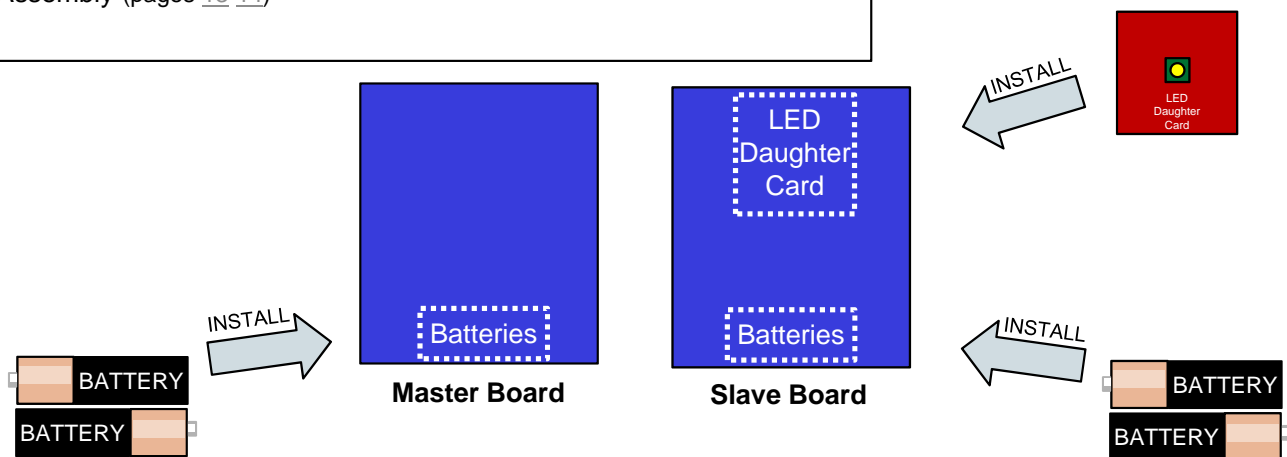 (pages
INSTALL
LED
Daughter
Card
LED
Daughter
Card
INSTALL
Batteries
Batteries
INSTALL
BATTERY
BATTERY
Master Board
Slave Board
BATTERY
BATTERY